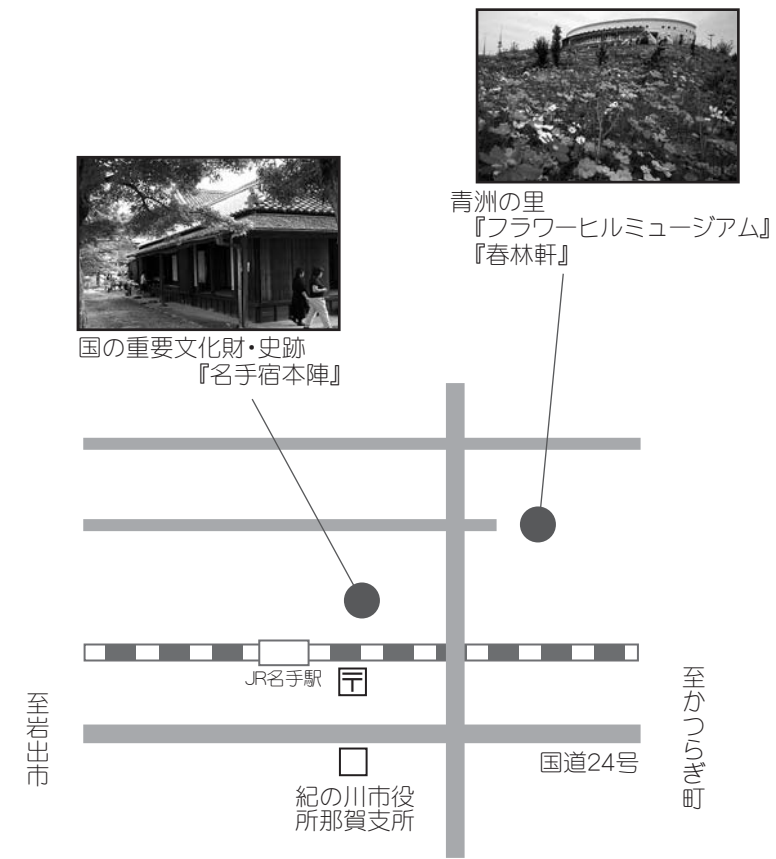 青洲の里
『フラワーヒルミュージアム』
『春林軒』
国の重要文化財・史跡
『名手宿本陣』
JR名手駅
〒
至岩出市
至かつらぎ町
国道24号
紀の川市役
所那賀支所